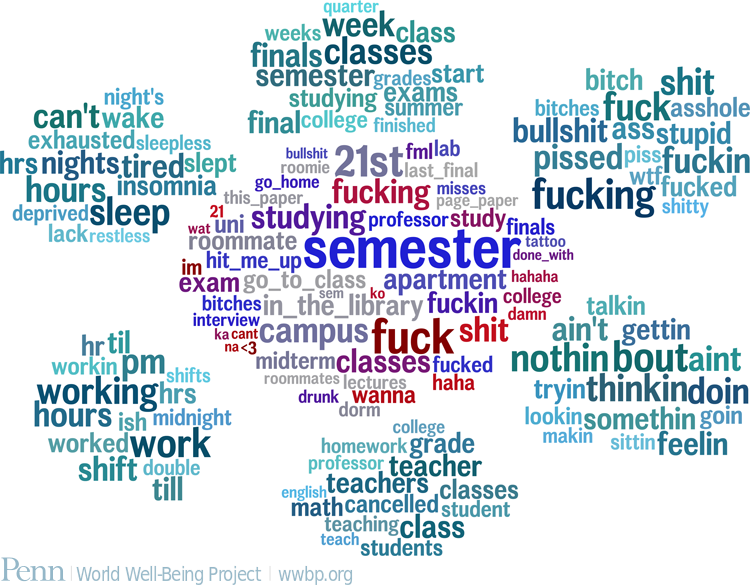 quarter
weeks week class
finals classes
semester grades start
studying exams
summer
final college finished
night's
can't wake
exhausted sleepless
hrs nights tired slept
hours insomnia
deprived sleep
lack restless
bitch shit
bitches fuck asshole
bullshit ass stupid
pissed piss fuckin
wtf fucked
fucking shitty
bullshit 21st fml lab
roomie last_final
go_home fucking misses
this_paper page_paper
21 studying professor study finals
wat uni
roommate semester tattoo
done_with
im hit_me_up apartment hahaha
exam go_to_class
sem ko college
bitches in_the_library fuckin damn
interview
ka cant campus fuck shit
na <3
midterm classes fucked
roommates lectures haha
drunk wanna
dorm
talkin
ain't gettin
nothin bout aint
tryin thinkin doin
lookin somethin goin
makin sittin feelin
hr til
workin pm shifts
working hrs
hours ish midnight
worked work
shift double
till
college
homework grade
professor teacher
teachers
english classes
math cancelled student
teaching class
teach students
Penn | World Well-Being Project | wwbp.org